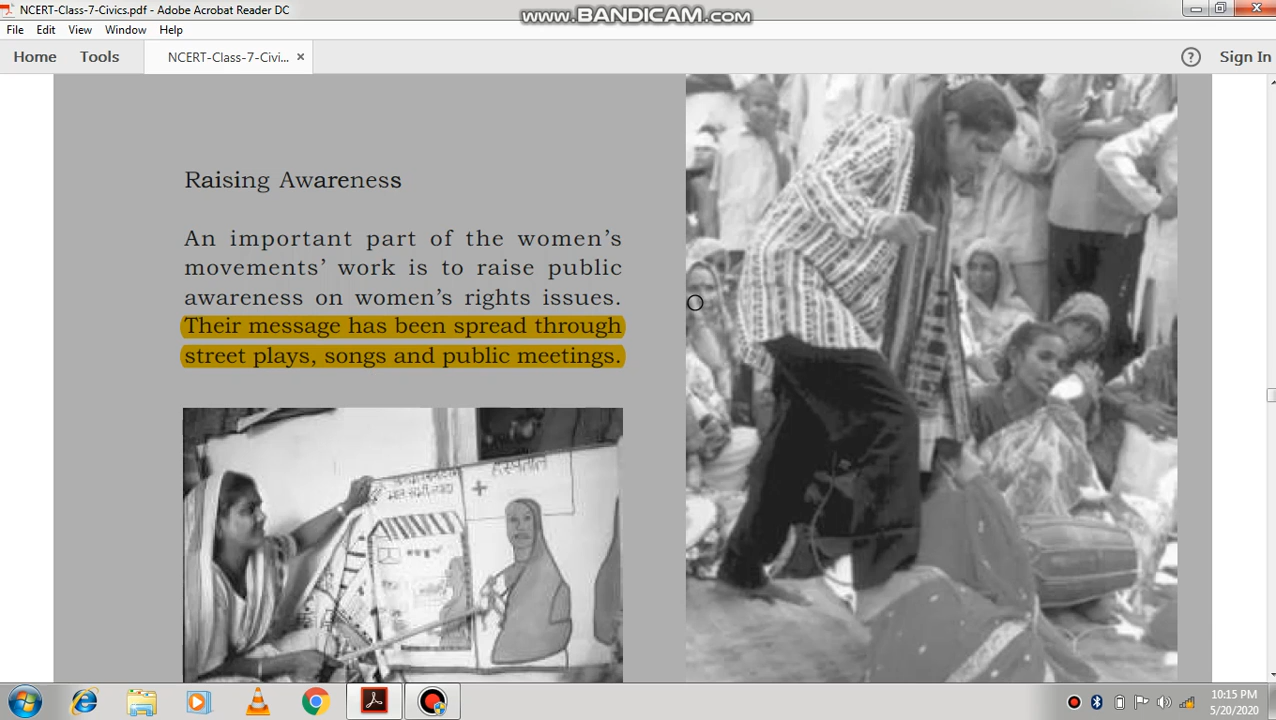 NCERT-Class-7-Civics.pdf - Adobe Acrobat Reader DC
www.BANDICAM.com
File Edit View Window Help
Home Tools NCERT-Class-7-Civi... × ? Sign In
Raising Awareness
An important part of the women's
movements' work is to raise public
awareness on women's rights issues.
Their message has been spread through
street plays, songs and public meetings.
10:15 PM
5/20/2020